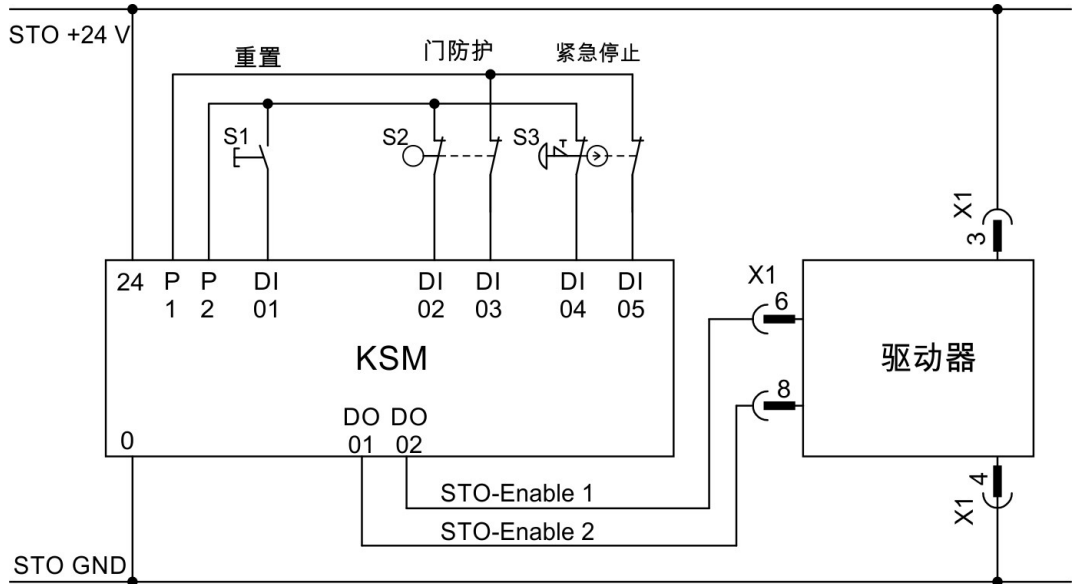 STO +24 V
重置
门防护
紧急停止
S1
S2
S3
X1
3
24 P P DI DI DI DI DI
1 2 01 02 03 04 05
X1
6
KSM
驱动器
8
DO DO
0 01 02
4
X1
STO-Enable 1
STO-Enable 2
STO GND